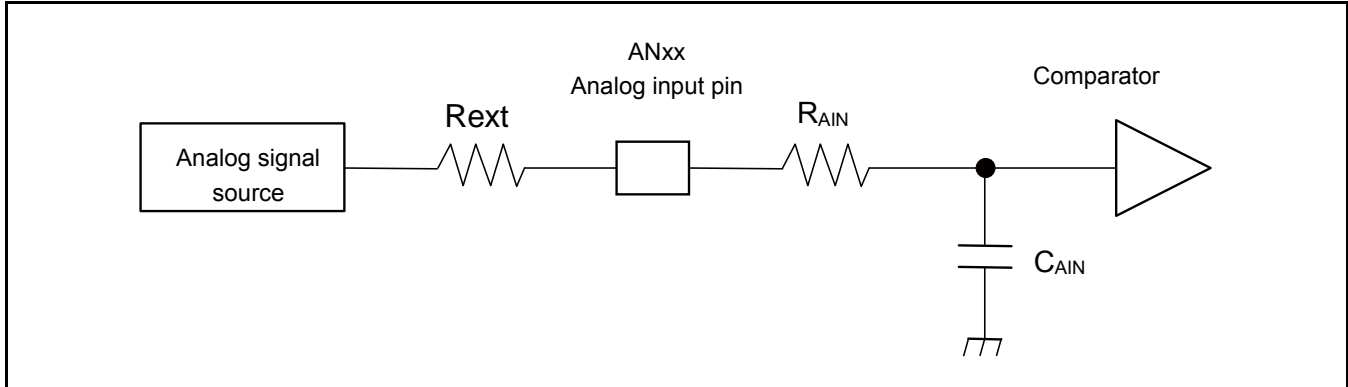 ANxx
Analog input pin
Comparator
Rext
RAIN
Analog signal
source
CAIN